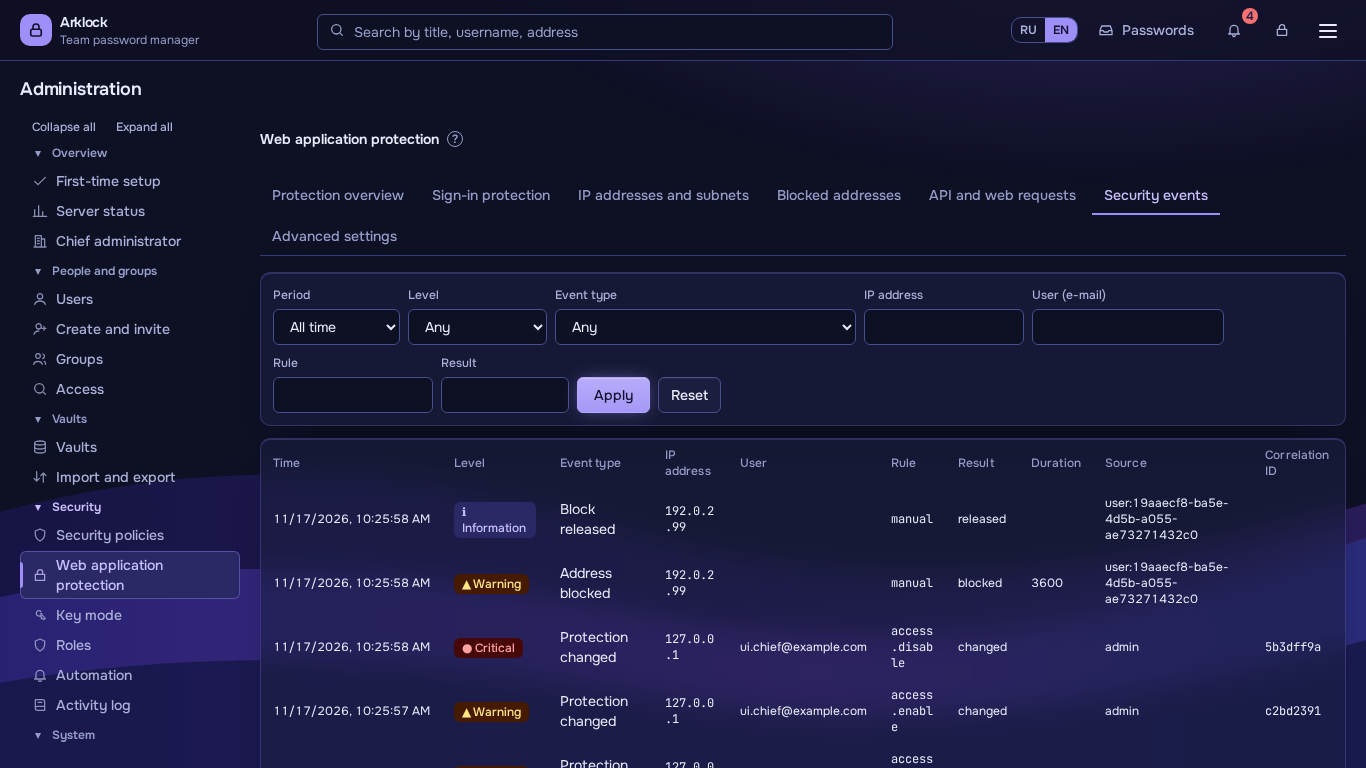 Arklock
Team password manager
Search by title, username, address
RU EN
Passwords
4
Administration
Collapse all Expand all
Overview
First-time setup
Server status
Chief administrator
People and groups
Users
Create and invite
Groups
Access
Vaults
Vaults
Import and export
Security
Security policies
Web application
protection
Key mode
Roles
Automation
Activity log
System
Web application protection ?
Protection overview Sign-in protection IP addresses and subnets Blocked addresses API and web requests Security events
Advanced settings
Period Level Event type IP address User (e-mail)
All time Any Any
Rule Result
Apply Reset
Time Level Event type IP address User Rule Result Duration Source Correlation ID
11/17/2026, 10:25:58 AM
i
Information
Block
released
192.0.2
.99
manual
released
user:19aaecf8-ba5e-
4d5b-a055-
ae73271432c0
11/17/2026, 10:25:58 AM
Warning
Address
blocked
192.0.2
.99
manual
blocked
3600
user:19aaecf8-ba5e-
4d5b-a055-
ae73271432c0
11/17/2026, 10:25:58 AM
Critical
Protection
changed
127.0.0
.1
ui.chief@example.com
access
.disab
le
changed
admin
5b3dff9a
11/17/2026, 10:25:57 AM
Warning
Protection
changed
127.0.0
.1
ui.chief@example.com
access
.enabl
e
changed
admin
c2bd2391
Protection
127.0.0
access